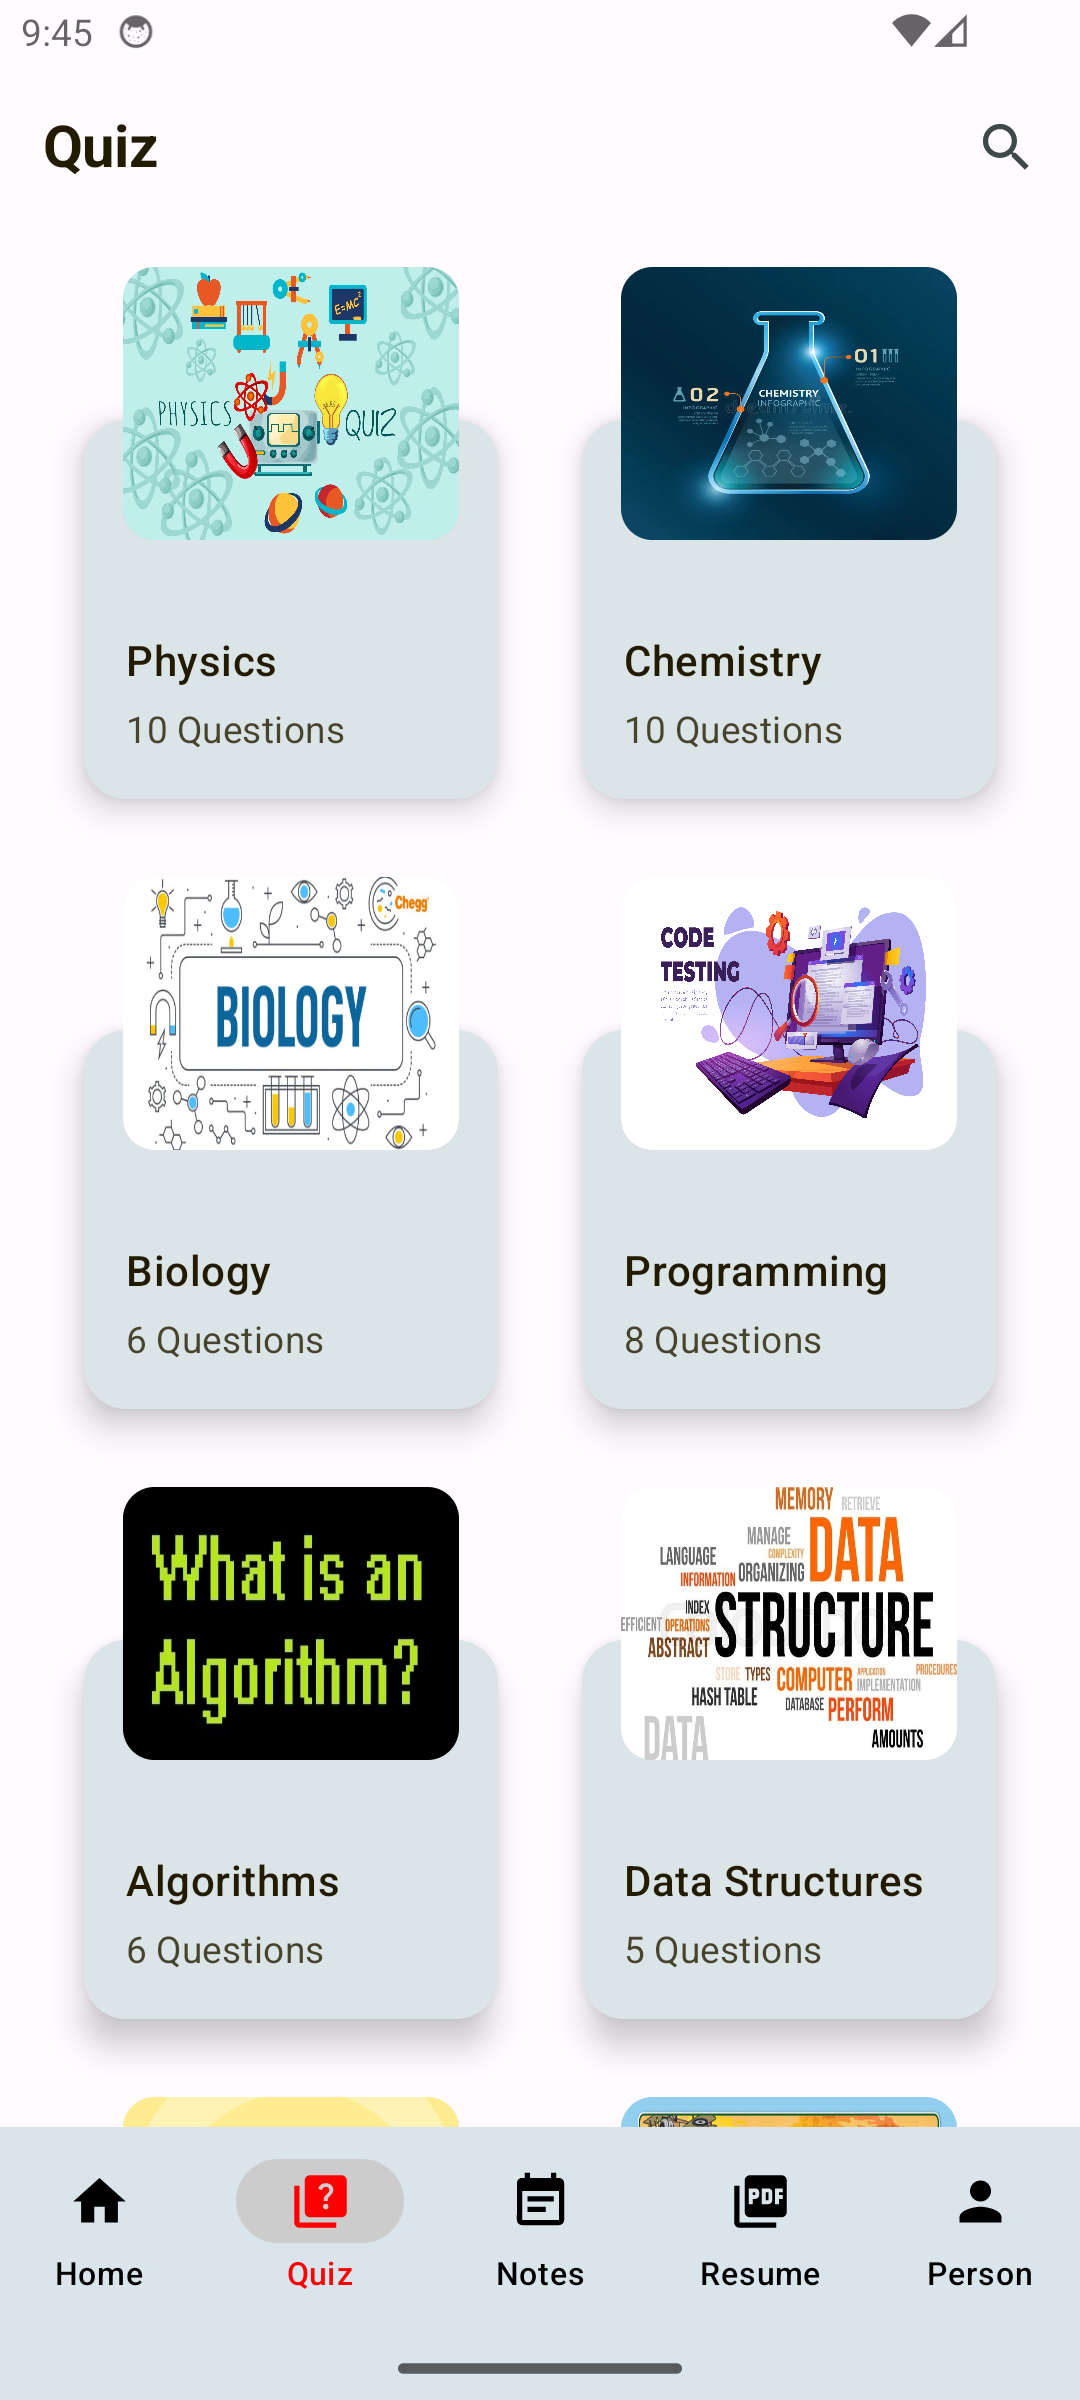 9:45
Quiz
E=MC²
PHYSICS
QUIZ
Physics
10 Questions
01
INFOGRAPHIC
02
INFOGRAPHIC
CHEMISTRY
INFOGRAPHIC
Chemistry
10 Questions
Chegg
BIOLOGY
Biology
6 Questions
CODE
TESTING
Programming
8 Questions
What is an
Algorithm?
Algorithms
6 Questions
MEMORY
RETRIEVE
MANAGE
DATA
LANGUAGE
COMPLEXITY
INFORMATION
ORGANIZING
INDEX
STRUCTURE
EFFICIENT
OPERATIONS
ABSTRACT
STORE
TYPES
COMPUTER
APPLICATION
PROCEDURES
IMPLEMENTATION
HASH TABLE
DATABASE
PERFORM
DATA
AMOUNTS
Data Structures
5 Questions
Home
?
Quiz
Notes
PDF
Resume
Person